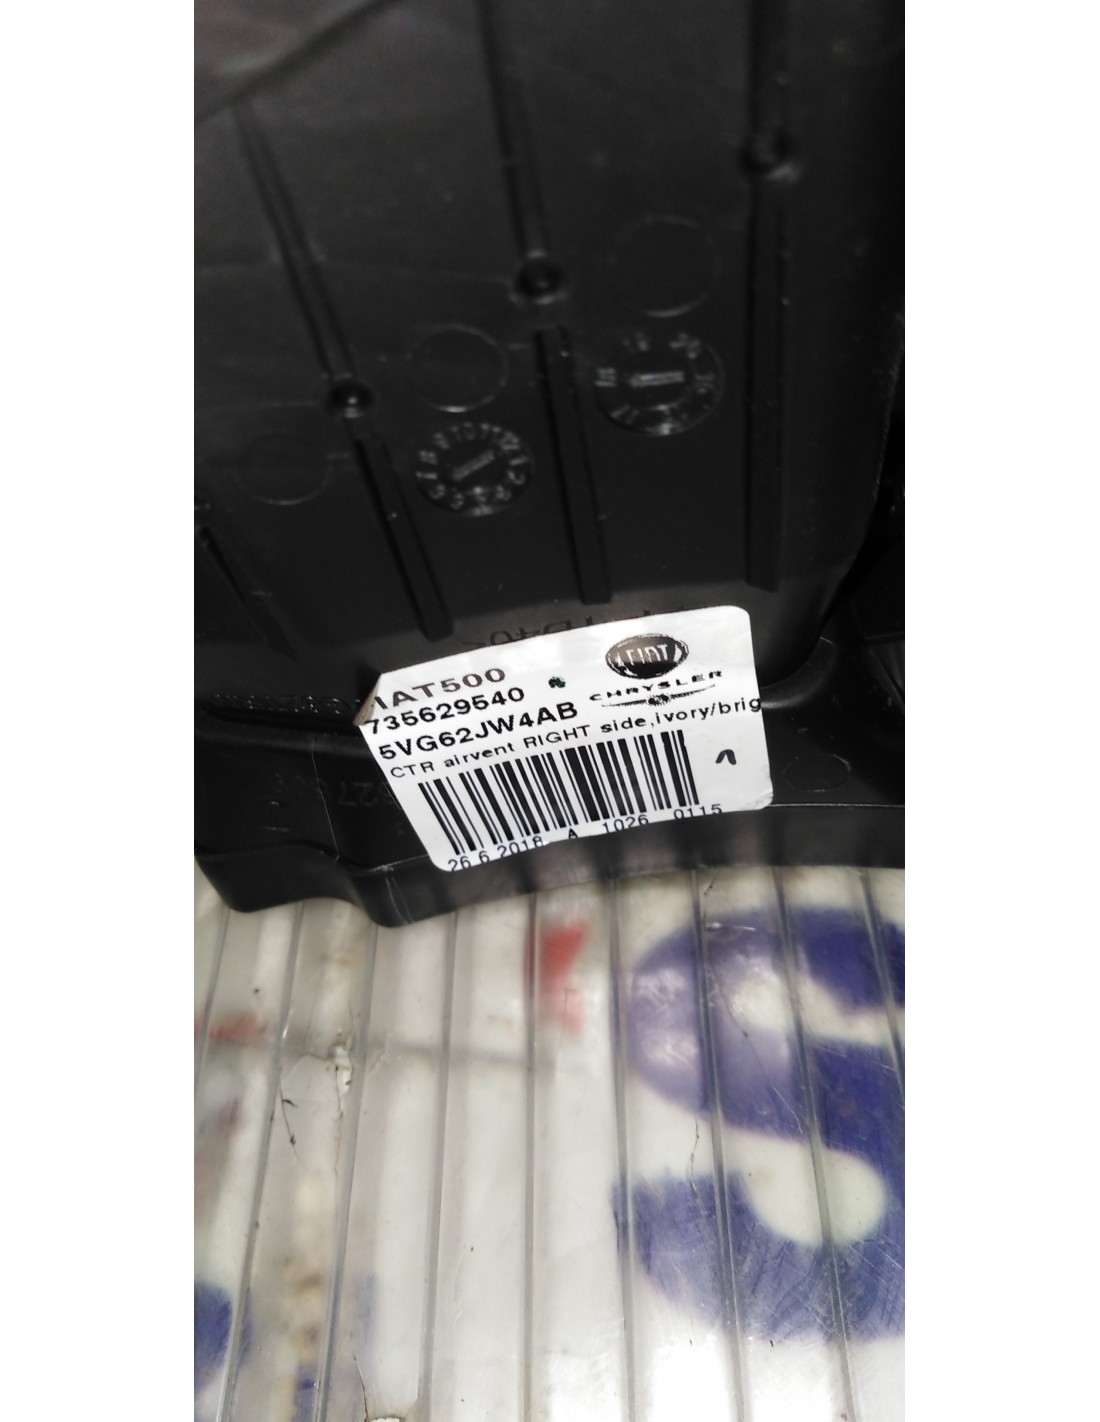 IAT500
FIAT
735629540
CHRYSLER
5VG62JW4AB
CTR airvent RIGHT side,ivory/brig
26 6 2018 A 1026 0115